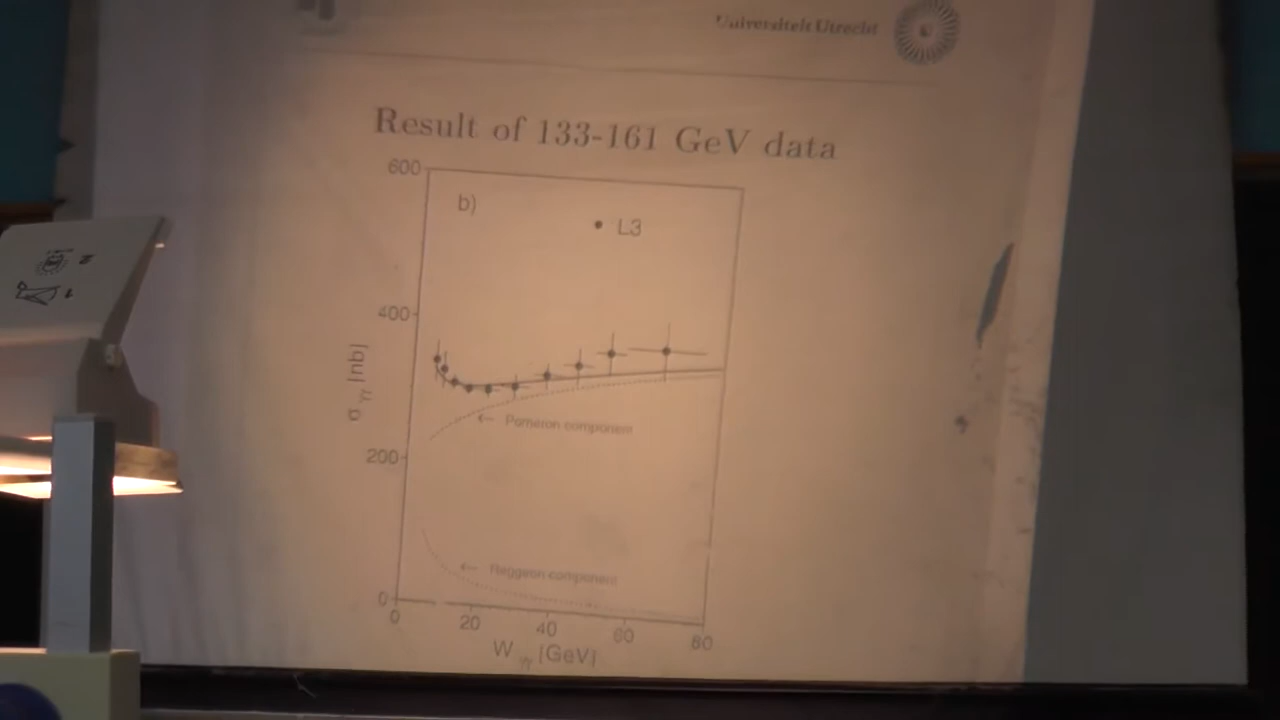 Universiteit Utrecht
Result of 133-161 GeV data
600
b)
L3
400
σγγ [nb]
← Pomeron component
200
← Reggeon component
0
0 20 40 60 80
Wγγ [GeV]